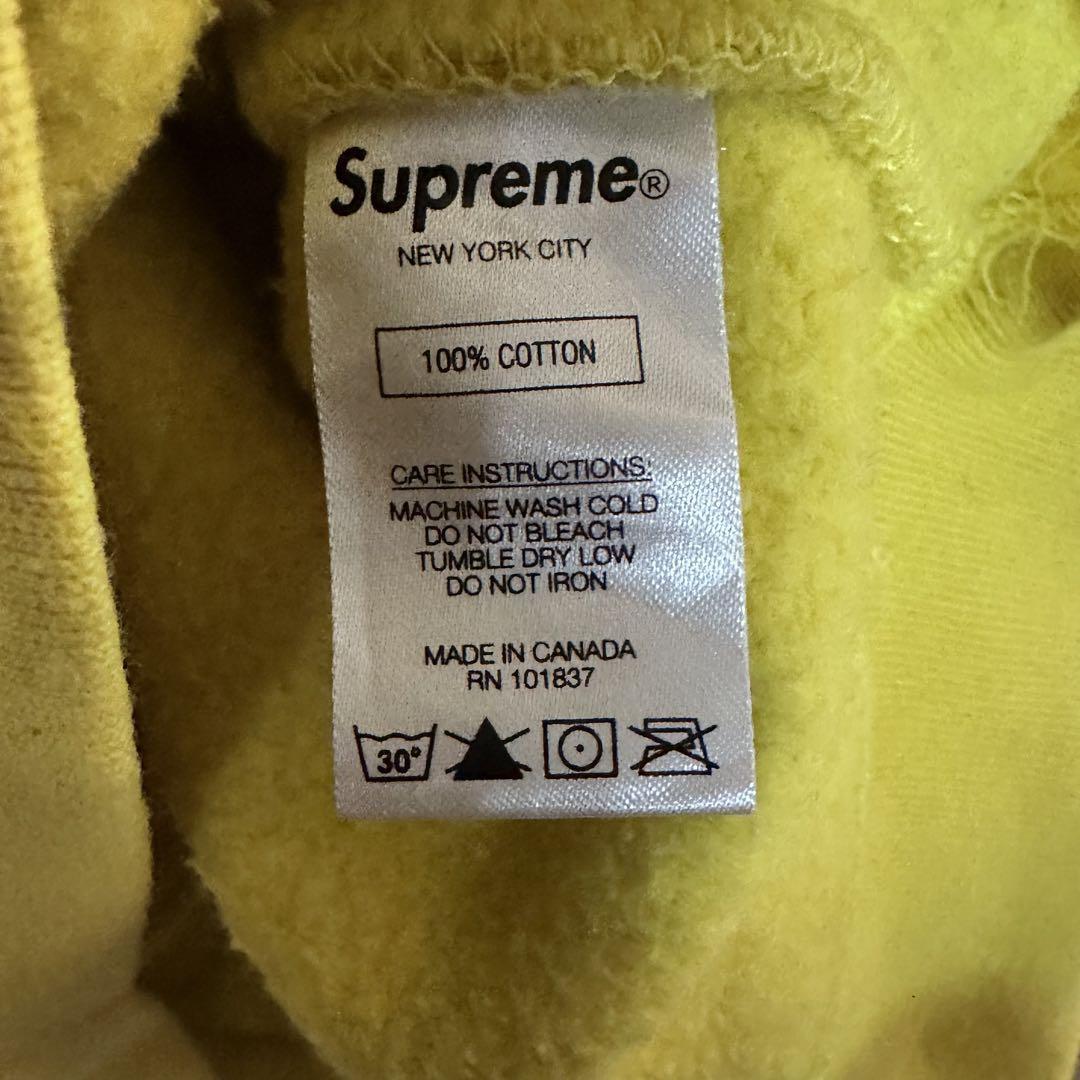 Supreme®
NEW YORK CITY
100% COTTON
CARE INSTRUCTIONS:
MACHINE WASH COLD
DO NOT BLEACH
TUMBLE DRY LOW
DO NOT IRON
MADE IN CANADA
RN 101837
30°